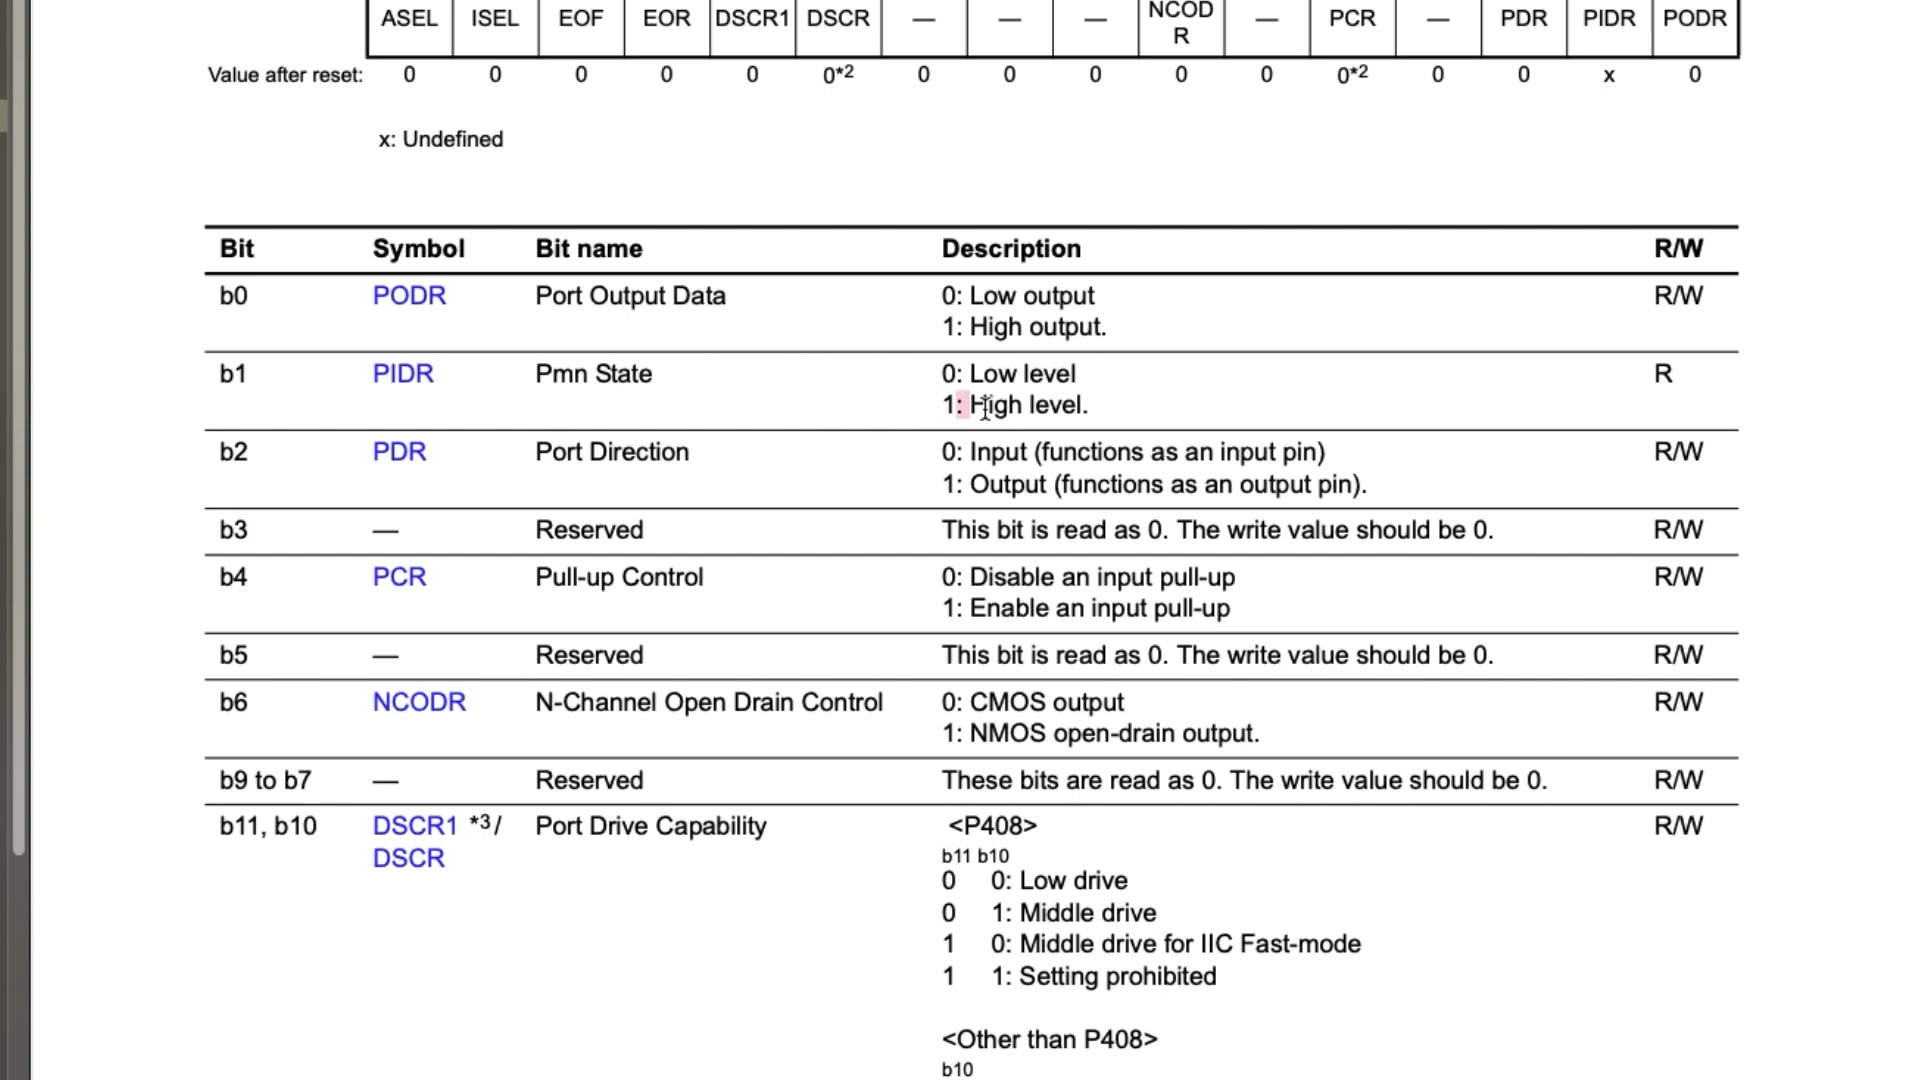 ASEL ISEL EOF EOR DSCR1 DSCR — — — NCOD R — PCR — PDR PIDR PODR
Value after reset: 0 0 0 0 0 0*2 0 0 0 0 0 0*2 0 0 x 0
x: Undefined
Bit Symbol Bit name Description R/W
b0 PODR Port Output Data 0: Low output R/W
1: High output.
b1 PIDR Pmn State 0: Low level R
1: High level.
b2 PDR Port Direction 0: Input (functions as an input pin) R/W
1: Output (functions as an output pin).
b3 — Reserved This bit is read as 0. The write value should be 0. R/W
b4 PCR Pull-up Control 0: Disable an input pull-up R/W
1: Enable an input pull-up
b5 — Reserved This bit is read as 0. The write value should be 0. R/W
b6 NCODR N-Channel Open Drain Control 0: CMOS output R/W
1: NMOS open-drain output.
b9 to b7 — Reserved These bits are read as 0. The write value should be 0. R/W
b11, b10 DSCR1 *3/ Port Drive Capability <P408> R/W
DSCR b11 b10
0 0: Low drive
0 1: Middle drive
1 0: Middle drive for IIC Fast-mode
1 1: Setting prohibited
<Other than P408>
b10